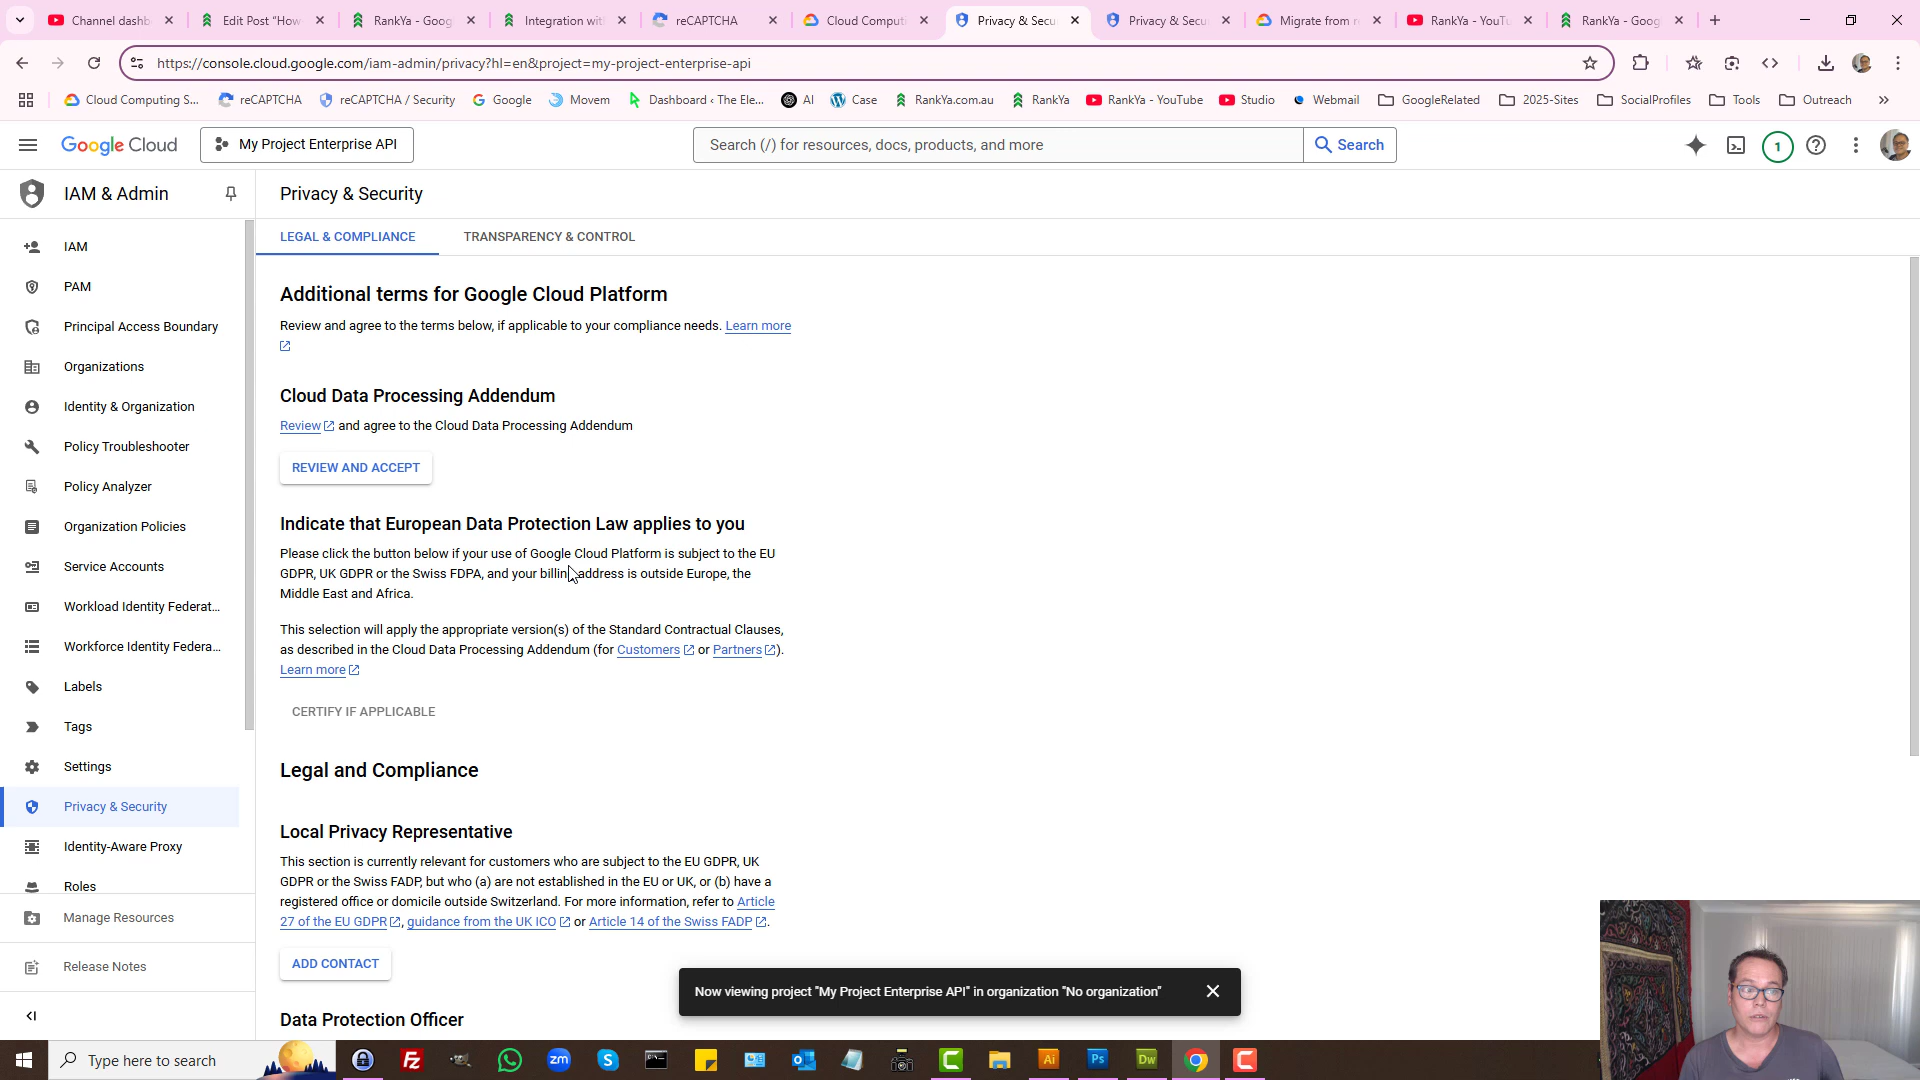 Channel dashb
Edit Post "How
RankYa - Goog
Integration wit
reCAPTCHA
Cloud Computi
Privacy & Secu
Privacy & Secu
Migrate from r
RankYa - YouTu
RankYa - Goog
https://console.cloud.google.com/iam-admin/privacy?hl=en&project=my-project-enterprise-api
Cloud Computing S...
reCAPTCHA
reCAPTCHA / Security
Google
Movem
Dashboard ‹ The Ele...
AI
Case
RankYa.com.au
RankYa
RankYa - YouTube
Studio
Webmail
GoogleRelated
2025-Sites
SocialProfiles
Tools
Outreach
Google Cloud
My Project Enterprise API
Search (/) for resources, docs, products, and more
Search
1
IAM & Admin
IAM
PAM
Principal Access Boundary
Organizations
Identity & Organization
Policy Troubleshooter
Policy Analyzer
Organization Policies
Service Accounts
Workload Identity Federat...
Workforce Identity Federa...
Labels
Tags
Settings
Privacy & Security
Identity-Aware Proxy
Roles
Manage Resources
Release Notes
Privacy & Security
LEGAL & COMPLIANCE
TRANSPARENCY & CONTROL
Additional terms for Google Cloud Platform
Review and agree to the terms below, if applicable to your compliance needs. Learn more
Cloud Data Processing Addendum
Review and agree to the Cloud Data Processing Addendum
REVIEW AND ACCEPT
Indicate that European Data Protection Law applies to you
Please click the button below if your use of Google Cloud Platform is subject to the EU
GDPR, UK GDPR or the Swiss FDPA, and your billing address is outside Europe, the
Middle East and Africa.
This selection will apply the appropriate version(s) of the Standard Contractual Clauses,
as described in the Cloud Data Processing Addendum (for Customers or Partners).
Learn more
CERTIFY IF APPLICABLE
Legal and Compliance
Local Privacy Representative
This section is currently relevant for customers who are subject to the EU GDPR, UK
GDPR or the Swiss FADP, but who (a) are not established in the EU or UK, or (b) have a
registered office or domicile outside Switzerland. For more information, refer to Article
27 of the EU GDPR, guidance from the UK ICO or Article 14 of the Swiss FADP.
ADD CONTACT
Data Protection Officer
Now viewing project "My Project Enterprise API" in organization "No organization"
Type here to search
Fz
zm
S
Ai
Ps
Dw
C